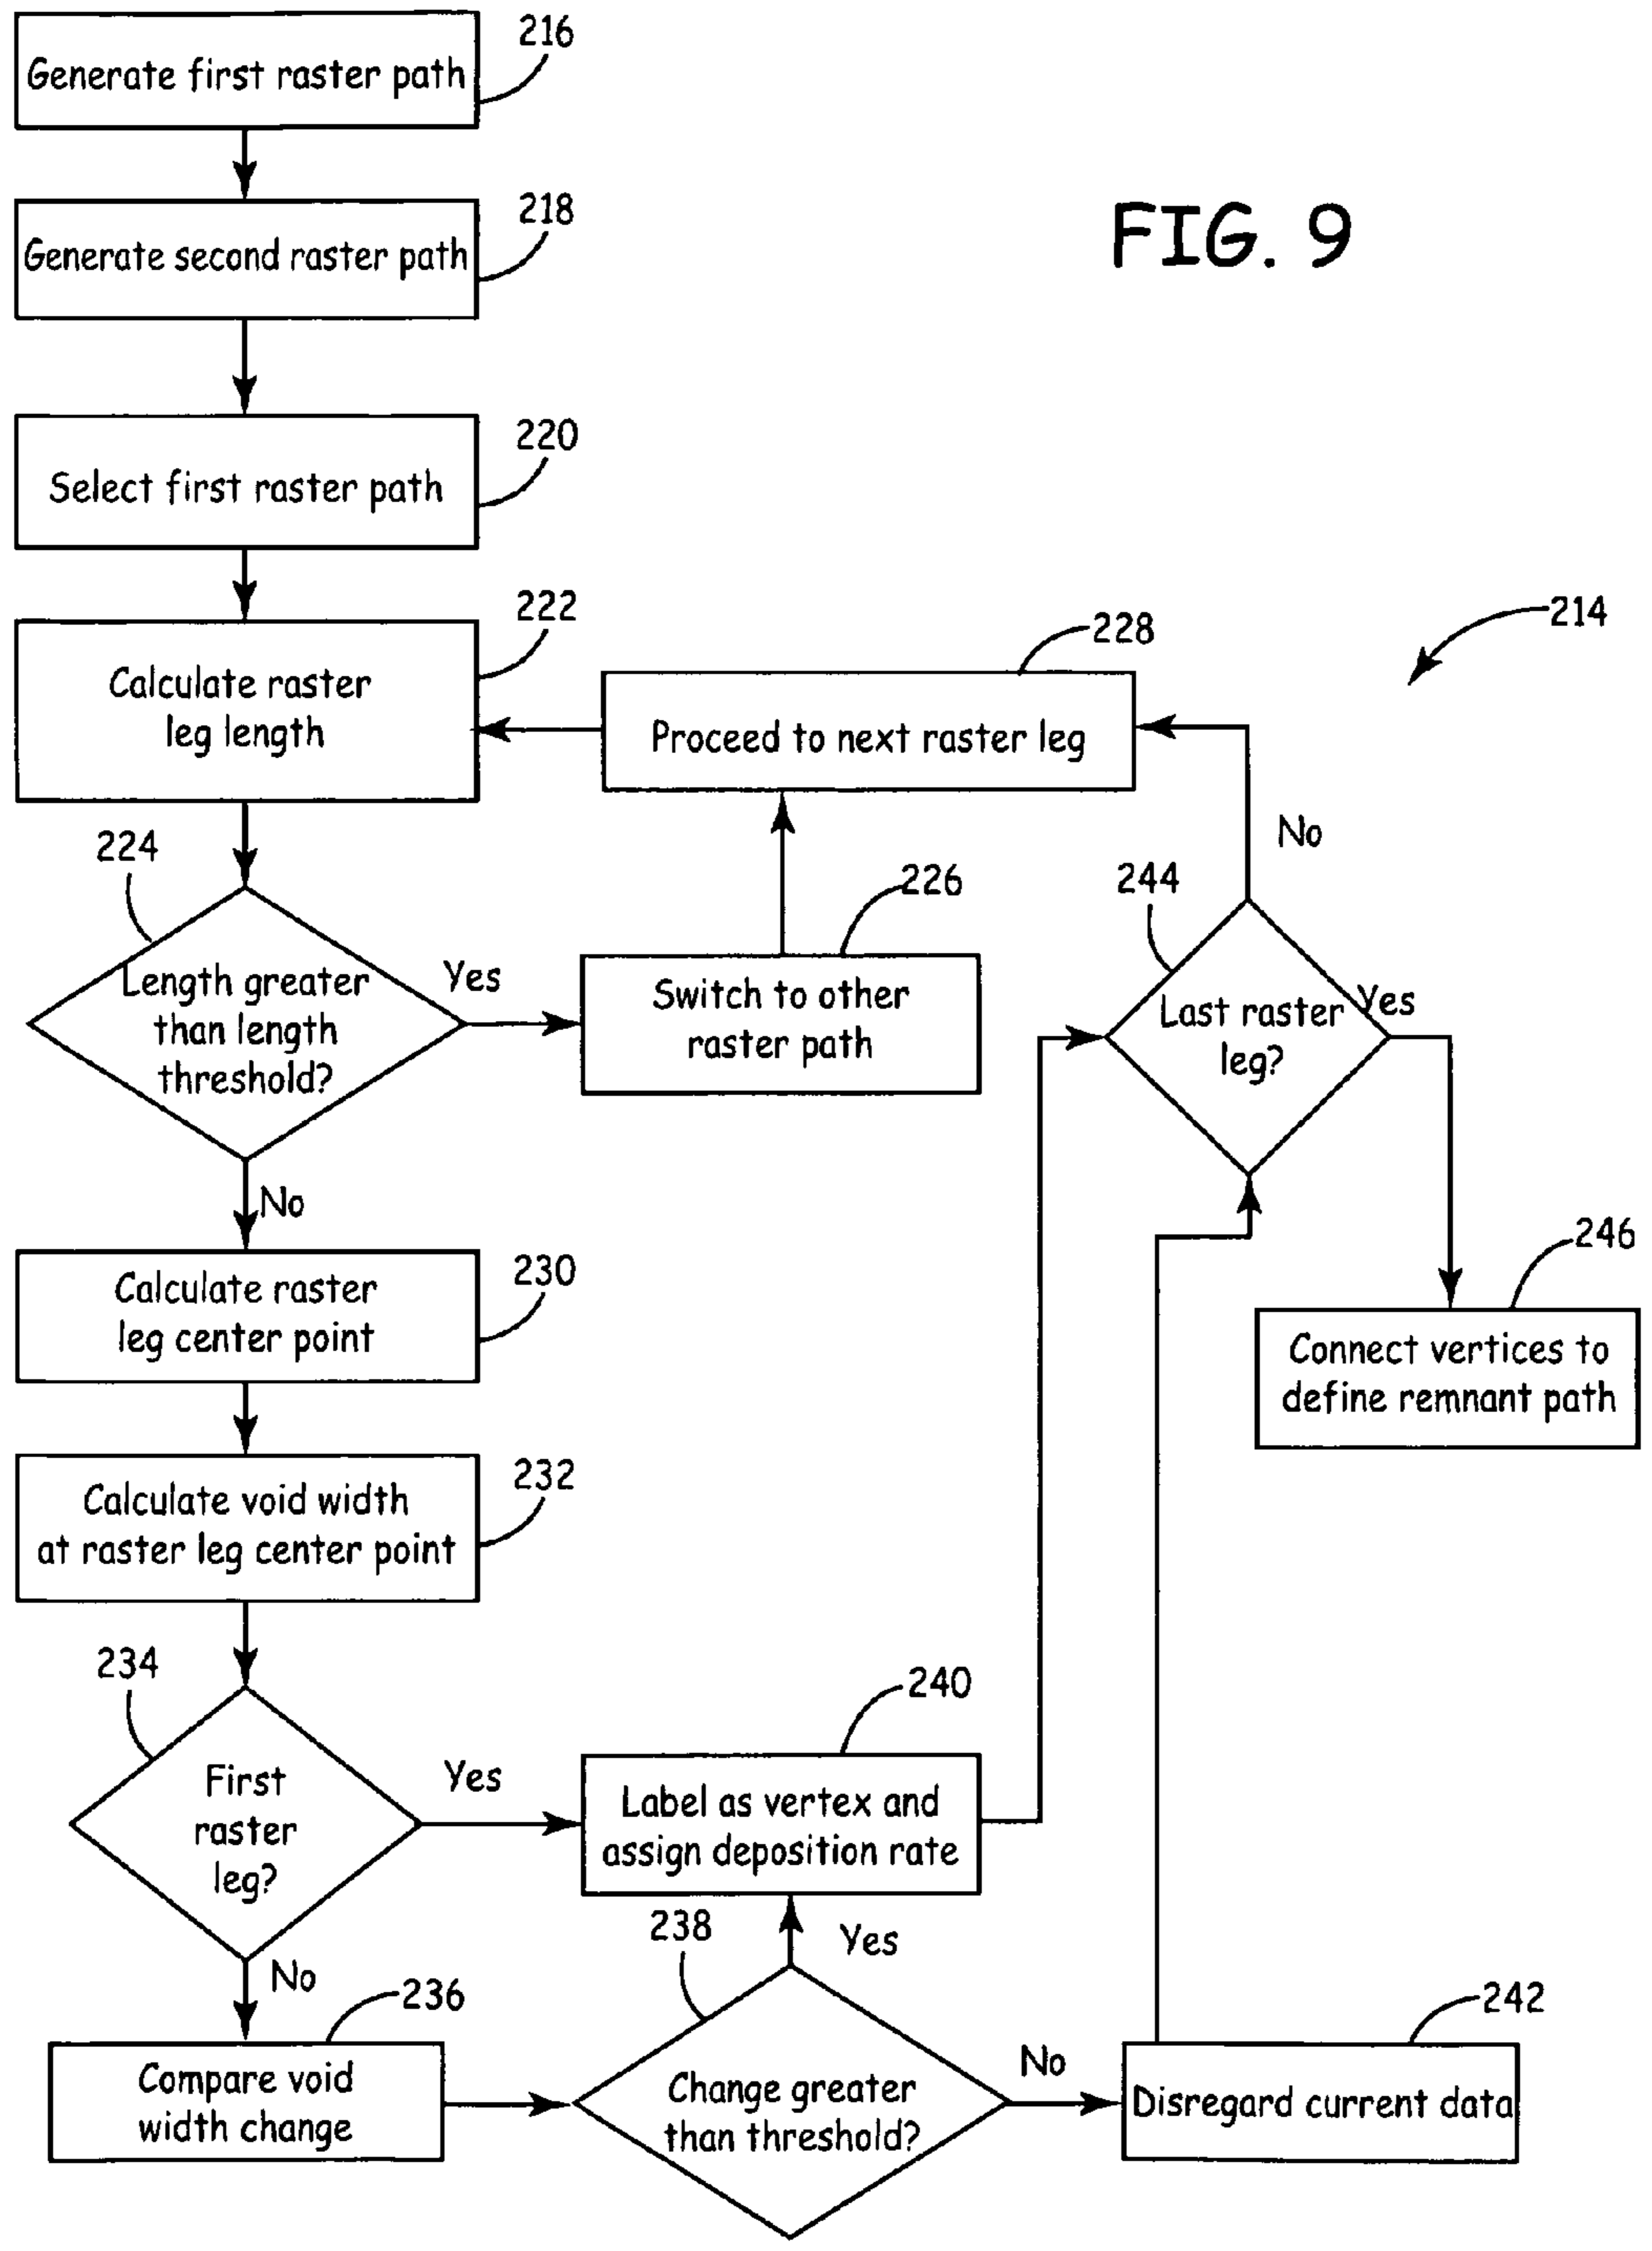 216
Generate first raster path
218
Generate second raster path
FIG. 9
220
Select first raster path
222
Calculate raster
leg length
228
Proceed to next raster leg
214
No
224
Length greater
than length
threshold?
Yes
226
Switch to other
raster path
244
Last raster
leg?
Yes
No
230
Calculate raster
leg center point
246
Connect vertices to
define remnant path
232
Calculate void width
at raster leg center point
234
First
raster
leg?
Yes
240
Label as vertex and
assign deposition rate
No
236
Compare void
width change
238
Yes
Change greater
than threshold?
No
242
Disregard current data